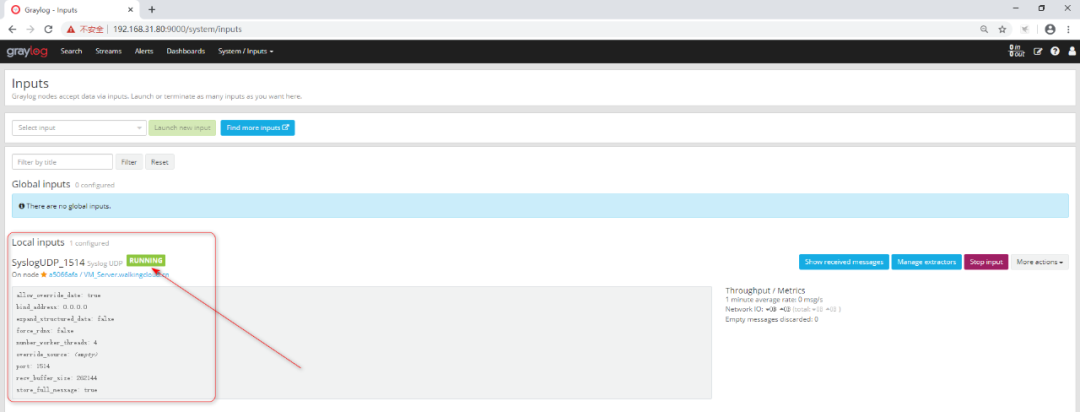 Graylog - Inputs
不安全 192.168.31.80:9000/system/inputs
graylog Search Streams Alerts Dashboards System / Inputs
0 in
0 out
Inputs
Graylog nodes accept data via inputs. Launch or terminate as many inputs as you want here.
Select input Launch new input Find more inputs
Filter by title Filter Reset
Global inputs 0 configured
There are no global inputs.
Local inputs 1 configured
SyslogUDP_1514 Syslog UDP RUNNING
On node / VM_Server.walkingcloud.cn
Show received messages Manage extractors Stop input More actions
allow_override_date: true
bind_address: 0.0.0.0
expand_structured_data: false
force_rdns: false
number_worker_threads: 4
override_source: (empty)
port: 1514
recv_buffer_size: 262144
store_full_message: true
Throughput / Metrics
1 minute average rate: 0 msg/s
Network IO: 0B 0B (total: 0B 0B )
Empty messages discarded: 0